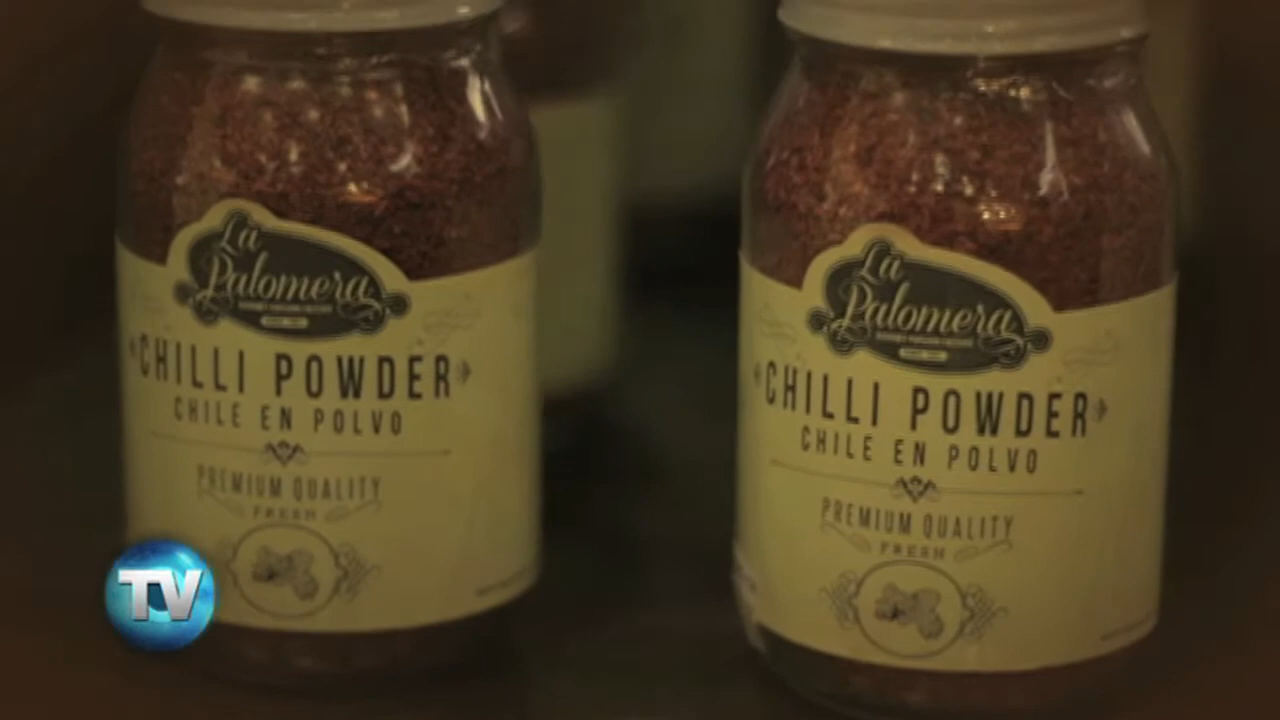 La
Palomera
CHILLI POWDER
CHILE EN POLVO
PREMIUM QUALITY
FRESH
La
Palomera
CHILLI POWDER
CHILE EN POLVO
PREMIUM QUALITY
FRESH
TV